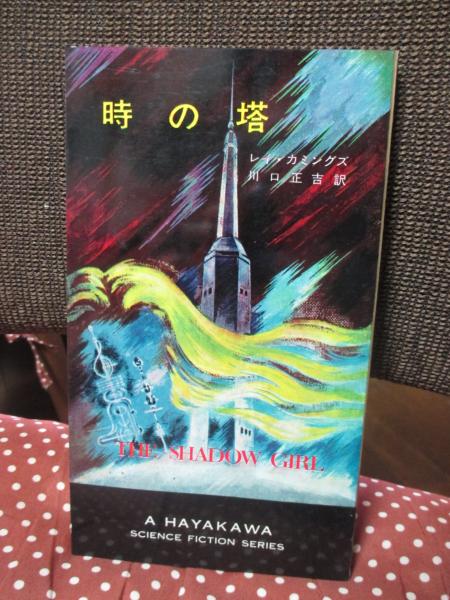 時の塔
レイ・カミングズ
川口正吉訳
THE SHADOW GIRL
A HAYAKAWA
SCIENCE FICTION SERIES